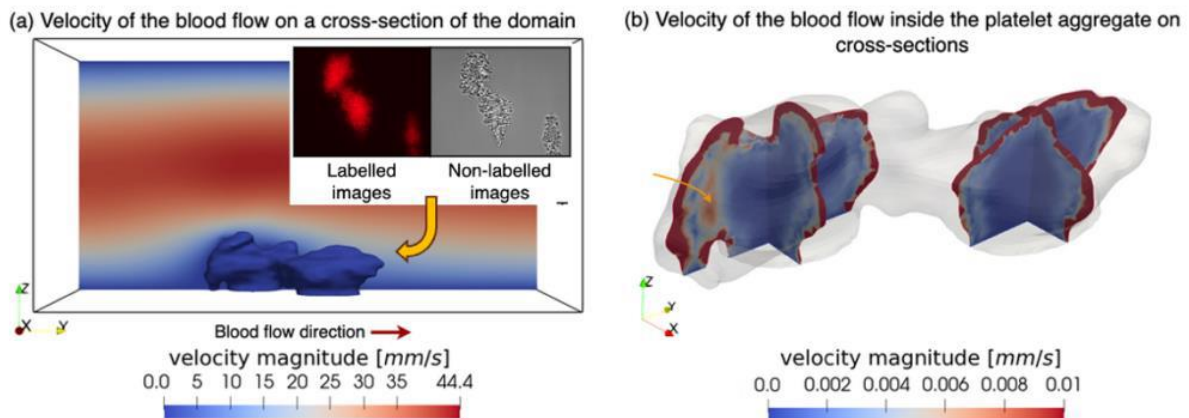 (a) Velocity of the blood flow on a cross-section of the domain
Labelled
images
Non-labelled
images
Z
X
Y
Blood flow direction
velocity magnitude [mm/s]
0.0 5 10 15 20 25 30 35 44.4
(b) Velocity of the blood flow inside the platelet aggregate on
cross-sections
Z
Y
X
velocity magnitude [mm/s]
0.0 0.002 0.004 0.006 0.008 0.01